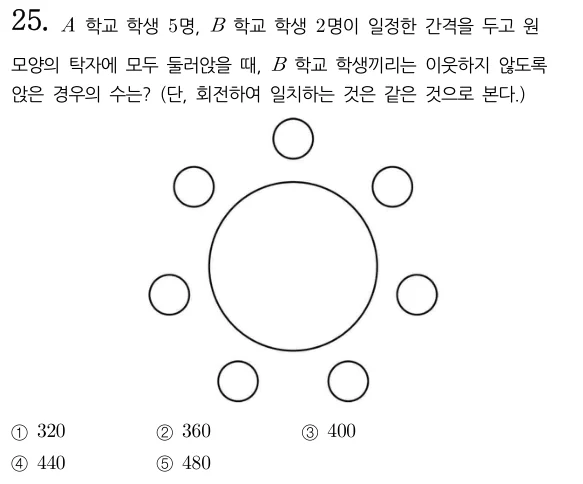 25. A 학교 학생 5명, B 학교 학생 2명이 일정한 간격을 두고 원
모양의 탁자에 모두 둘러앉을 때, B 학교 학생끼리는 이웃하지 않도록
앉은 경우의 수는? (단, 회전하여 일치하는 것은 같은 것으로 본다.)
① 320 ② 360 ③ 400
④ 440 ⑤ 480